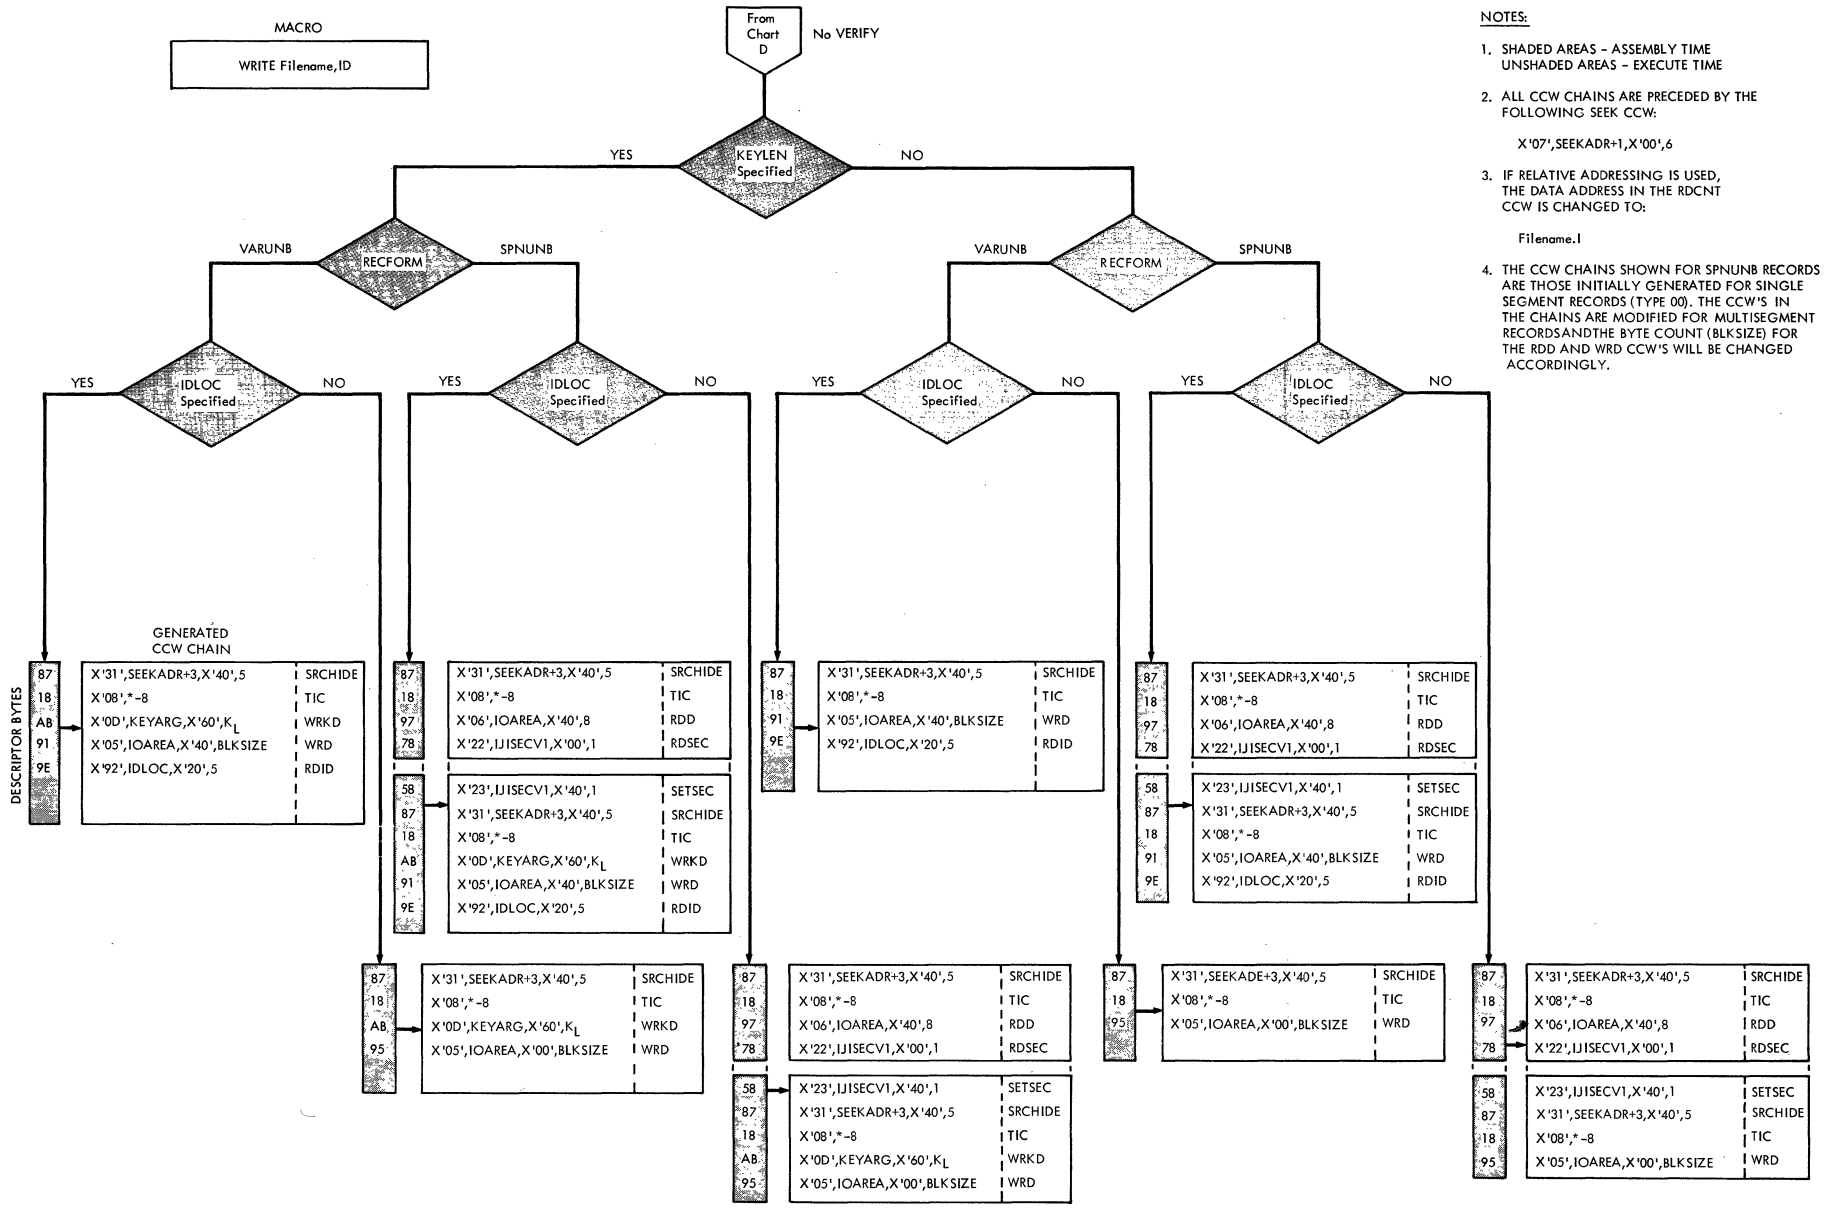 MACRO
WRITE Filename,ID
From
Chart
D
No VERIFY
NOTES:
1. SHADED AREAS - ASSEMBLY TIME
UNSHADED AREAS - EXECUTE TIME
2. ALL CCW CHAINS ARE PRECEDED BY THE
FOLLOWING SEEK CCW:
X'07',SEEKADR+1,X'00',6
3. IF RELATIVE ADDRESSING IS USED,
THE DATA ADDRESS IN THE RDCNT
CCW IS CHANGED TO:
Filename.I
4. THE CCW CHAINS SHOWN FOR SPNUNB RECORDS
ARE THOSE INITIALLY GENERATED FOR SINGLE
SEGMENT RECORDS (TYPE 00). THE CCW'S IN
THE CHAINS ARE MODIFIED FOR MULTISEGMENT
RECORDSANDTHE BYTE COUNT (BLKSIZE) FOR
THE RDD AND WRD CCW'S WILL BE CHANGED
ACCORDINGLY.
YES
KEYLEN
Specified
NO
VARUNB
RECFORM
SPNUNB
VARUNB
RECFORM
SPNUNB
YES
IDLOC
Specified
NO
YES
IDLOC
Specified
NO
YES
IDLOC
Specified
NO
YES
IDLOC
Specified
NO
GENERATED
CCW CHAIN
DESCRIPTOR BYTES
87 X'31',SEEKADR+3,X'40',5 SRCHIDE
18 X'08',*-8 TIC
AB X'0D',KEYARG,X'60',KL WRKD
91 X'05',IOAREA,X'40',BLKSIZE WRD
9E X'92',IDLOC,X'20',5 RDID
87 X'31',SEEKADR+3,X'40',5 SRCHIDE
18 X'08',*-8 TIC
97 X'06',IOAREA,X'40',8 RDD
78 X'22',IJISECV1,X'00',1 RDSEC
58 X'23',IJISECV1,X'40',1 SETSEC
87 X'31',SEEKADR+3,X'40',5 SRCHIDE
18 X'08',*-8 TIC
AB X'0D',KEYARG,X'60',KL WRKD
91 X'05',IOAREA,X'40',BLKSIZE WRD
9E X'92',IDLOC,X'20',5 RDID
87 X'31',SEEKADR+3,X'40',5 SRCHIDE
18 X'08',*-8 TIC
91 X'05',IOAREA,X'40',BLKSIZE WRD
9E X'92',IDLOC,X'20',5 RDID
87 X'31',SEEKADR+3,X'40',5 SRCHIDE
18 X'08',*-8 TIC
97 X'06',IOAREA,X'40',8 RDD
78 X'22',IJISECV1,X'00',1 RDSEC
58 X'23',IJISECV1,X'40',1 SETSEC
87 X'31',SEEKADR+3,X'40',5 SRCHIDE
18 X'08',*-8 TIC
91 X'05',IOAREA,X'40',BLKSIZE WRD
9E X'92',IDLOC,X'20',5 RDID
87 X'31',SEEKADR+3,X'40',5 SRCHIDE
18 X'08',*-8 TIC
AB X'0D',KEYARG,X'60',KL WRKD
95 X'05',IOAREA,X'00',BLKSIZE WRD
87 X'31',SEEKADR+3,X'40',5 SRCHIDE
18 X'08',*-8 TIC
97 X'06',IOAREA,X'40',8 RDD
78 X'22',IJISECV1,X'00',1 RDSEC
58 X'23',IJISECV1,X'40',1 SETSEC
87 X'31',SEEKADR+3,X'40',5 SRCHIDE
18 X'08',*-8 TIC
AB X'0D',KEYARG,X'60',KL WRKD
95 X'05',IOAREA,X'00',BLKSIZE WRD
87 X'31',SEEKADE+3,X'40',5 SRCHIDE
18 X'08',*-8 TIC
95 X'05',IOAREA,X'00',BLKSIZE WRD
87 X'31',SEEKADR+3,X'40',5 SRCHIDE
18 X'08',*-8 TIC
97 X'06',IOAREA,X'40',8 RDD
78 X'22',IJISECV1,X'00',1 RDSEC
58 X'23',IJISECV1,X'40',1 SETSEC
87 X'31',SEEKADR+3,X'40',5 SRCHIDE
18 X'08',*-8 TIC
95 X'05',IOAREA,X'00',BLKSIZE WRD